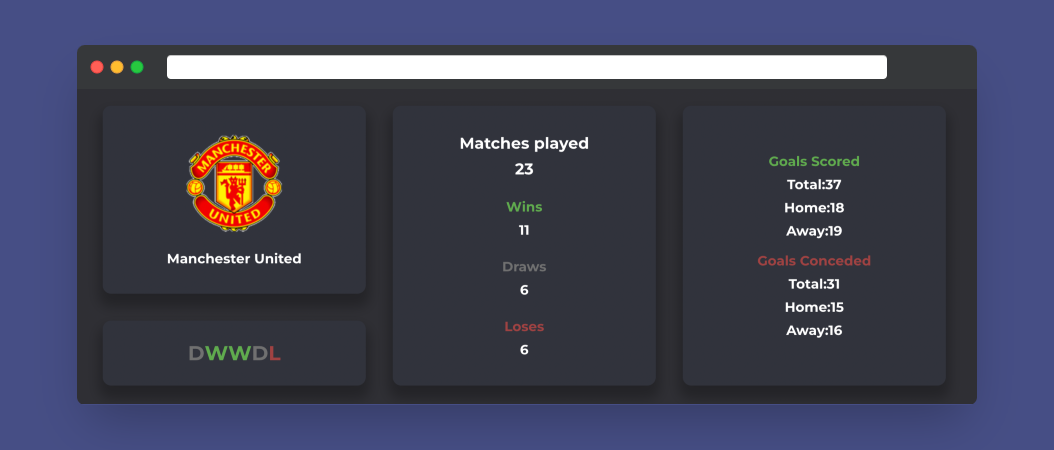 MANCHESTER
UNITED
Manchester United
DWWDL
Matches played
23
Wins
11
Draws
6
Loses
6
Goals Scored
Total:37
Home:18
Away:19
Goals Conceded
Total:31
Home:15
Away:16